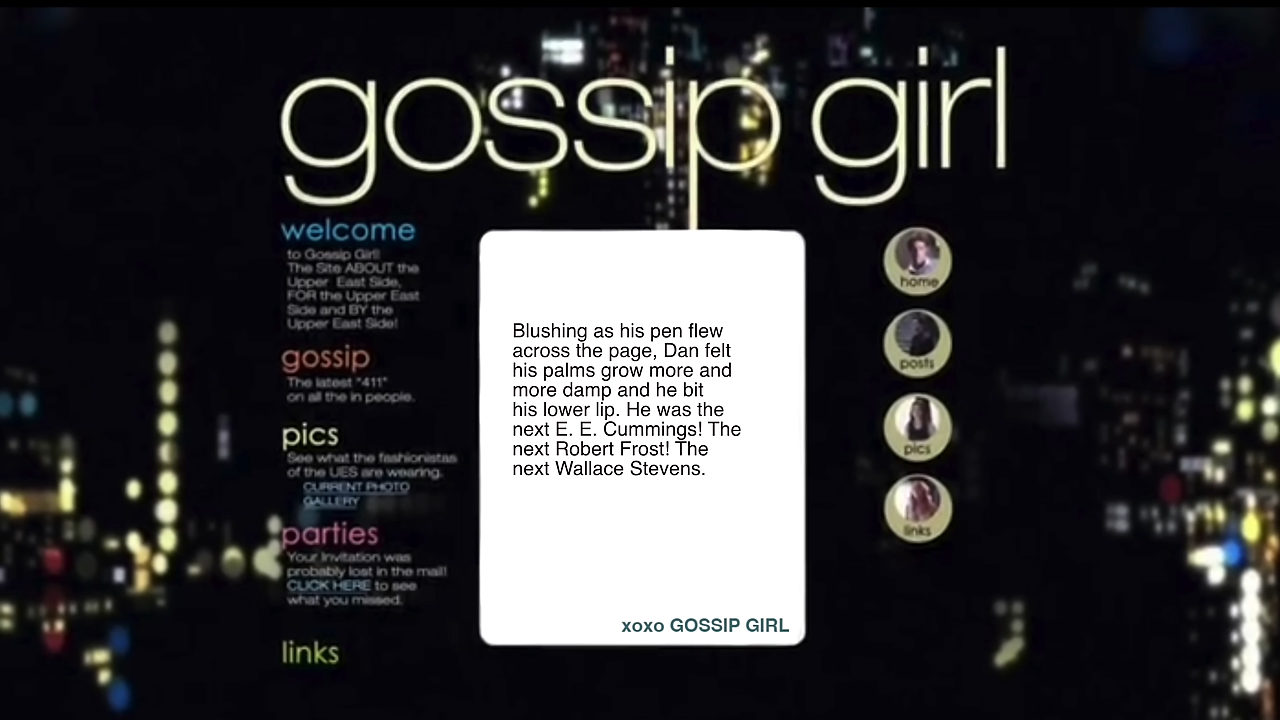 gossip girl
welcome
to Gossip Girl!
The Site ABOUT the
Upper East Side,
FOR the Upper East
Side and BY the
Upper East Side!
gossip
The latest "411"
on all the in people.
pics
See what the fashionistas
of the UES are wearing.
CURRENT PHOTO
GALLERY
parties
Your Invitation was
probably lost in the mail!
CLICK HERE to see
what you missed.
links
Blushing as his pen flew
across the page, Dan felt
his palms grow more and
more damp and he bit
his lower lip. He was the
next E. E. Cummings! The
next Robert Frost! The
next Wallace Stevens.
xoxo GOSSIP GIRL
home
posts
pics
links